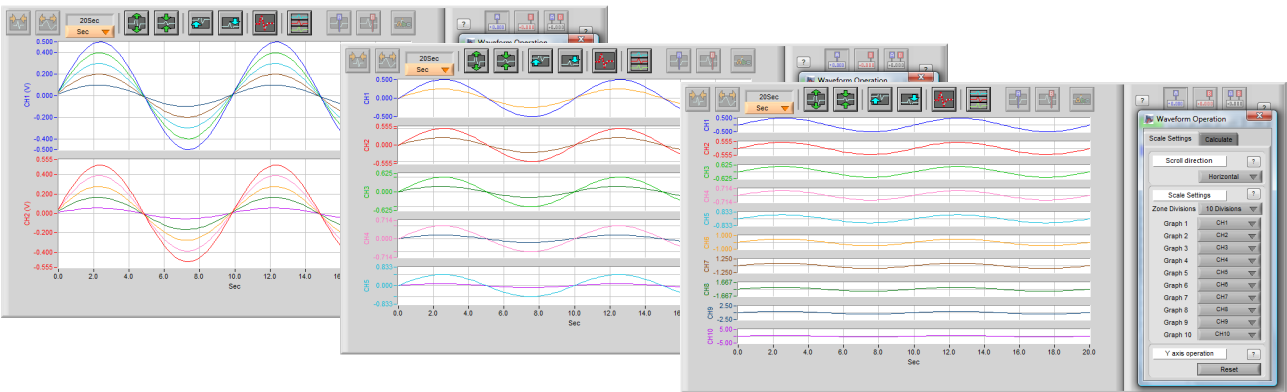 20Sec
Sec
?
Waveform Operation
0.500
0.400
0.200
0.000
-0.200
-0.400
-0.500
CH1 (V)
0.555
0.400
0.200
0.000
-0.200
-0.400
-0.555
CH2 (V)
0.0 2.0 4.0 6.0 8.0 10.0 12.0 14.0
Sec
20Sec
Sec
?
Waveform Operation
0.500
0.000
-0.500
CH1
0.555
0.000
-0.555
CH2
0.625
0.000
-0.625
CH3
0.714
0.000
-0.714
CH4
0.833
0.000
-0.833
CH5
0.0 2.0 4.0 6.0 8.0 10.0 12.0 14.0
Sec
20Sec
Sec
?
?
0.500
-0.500
CH1
0.555
-0.555
CH2
0.625
-0.625
CH3
0.714
-0.714
CH4
0.833
-0.833
CH5
1.000
-1.000
CH6
1.250
-1.250
CH7
1.667
-1.667
CH8
2.50
-2.50
CH9
5.00
-5.00
CH10
0.0 2.0 4.0 6.0 8.0 10.0 12.0 14.0 16.0 18.0 20.0
Sec
Waveform Operation
Scale Settings Calculate
Scroll direction ?
Horizontal
Scale Settings ?
Zone Divisions 10 Divisions
Graph 1 CH1
Graph 2 CH2
Graph 3 CH3
Graph 4 CH4
Graph 5 CH5
Graph 6 CH6
Graph 7 CH7
Graph 8 CH8
Graph 9 CH9
Graph 10 CH10
Y axis operation ?
Reset